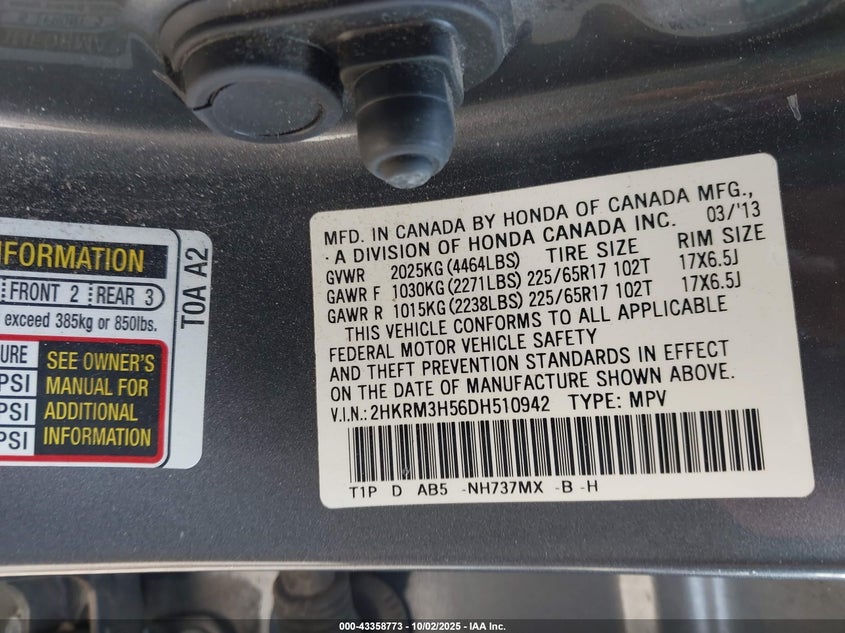 NFORMATION
FRONT 2 REAR 3
exceed 385kg or 850lbs.
URE
PSI
PSI
PSI
SEE OWNER'S
MANUAL FOR
ADDITIONAL
INFORMATION
T0A A2
MFD. IN CANADA BY HONDA OF CANADA MFG.,
A DIVISION OF HONDA CANADA INC. 03/'13
TIRE SIZE RIM SIZE
GVWR 2025KG(4464LBS)
GAWR F 1030KG(2271LBS) 225/65R17 102T 17X6.5J
GAWR R 1015KG(2238LBS) 225/65R17 102T 17X6.5J
THIS VEHICLE CONFORMS TO ALL APPLICABLE
FEDERAL MOTOR VEHICLE SAFETY
AND THEFT PREVENTION STANDARDS IN EFFECT
ON THE DATE OF MANUFACTURE SHOWN ABOVE.
V.I.N.: 2HKRM3H56DH510942 TYPE: MPV
T1P D AB5 -NH737MX -B -H
000-43358773 - 10/02/2025 - IAA Inc.